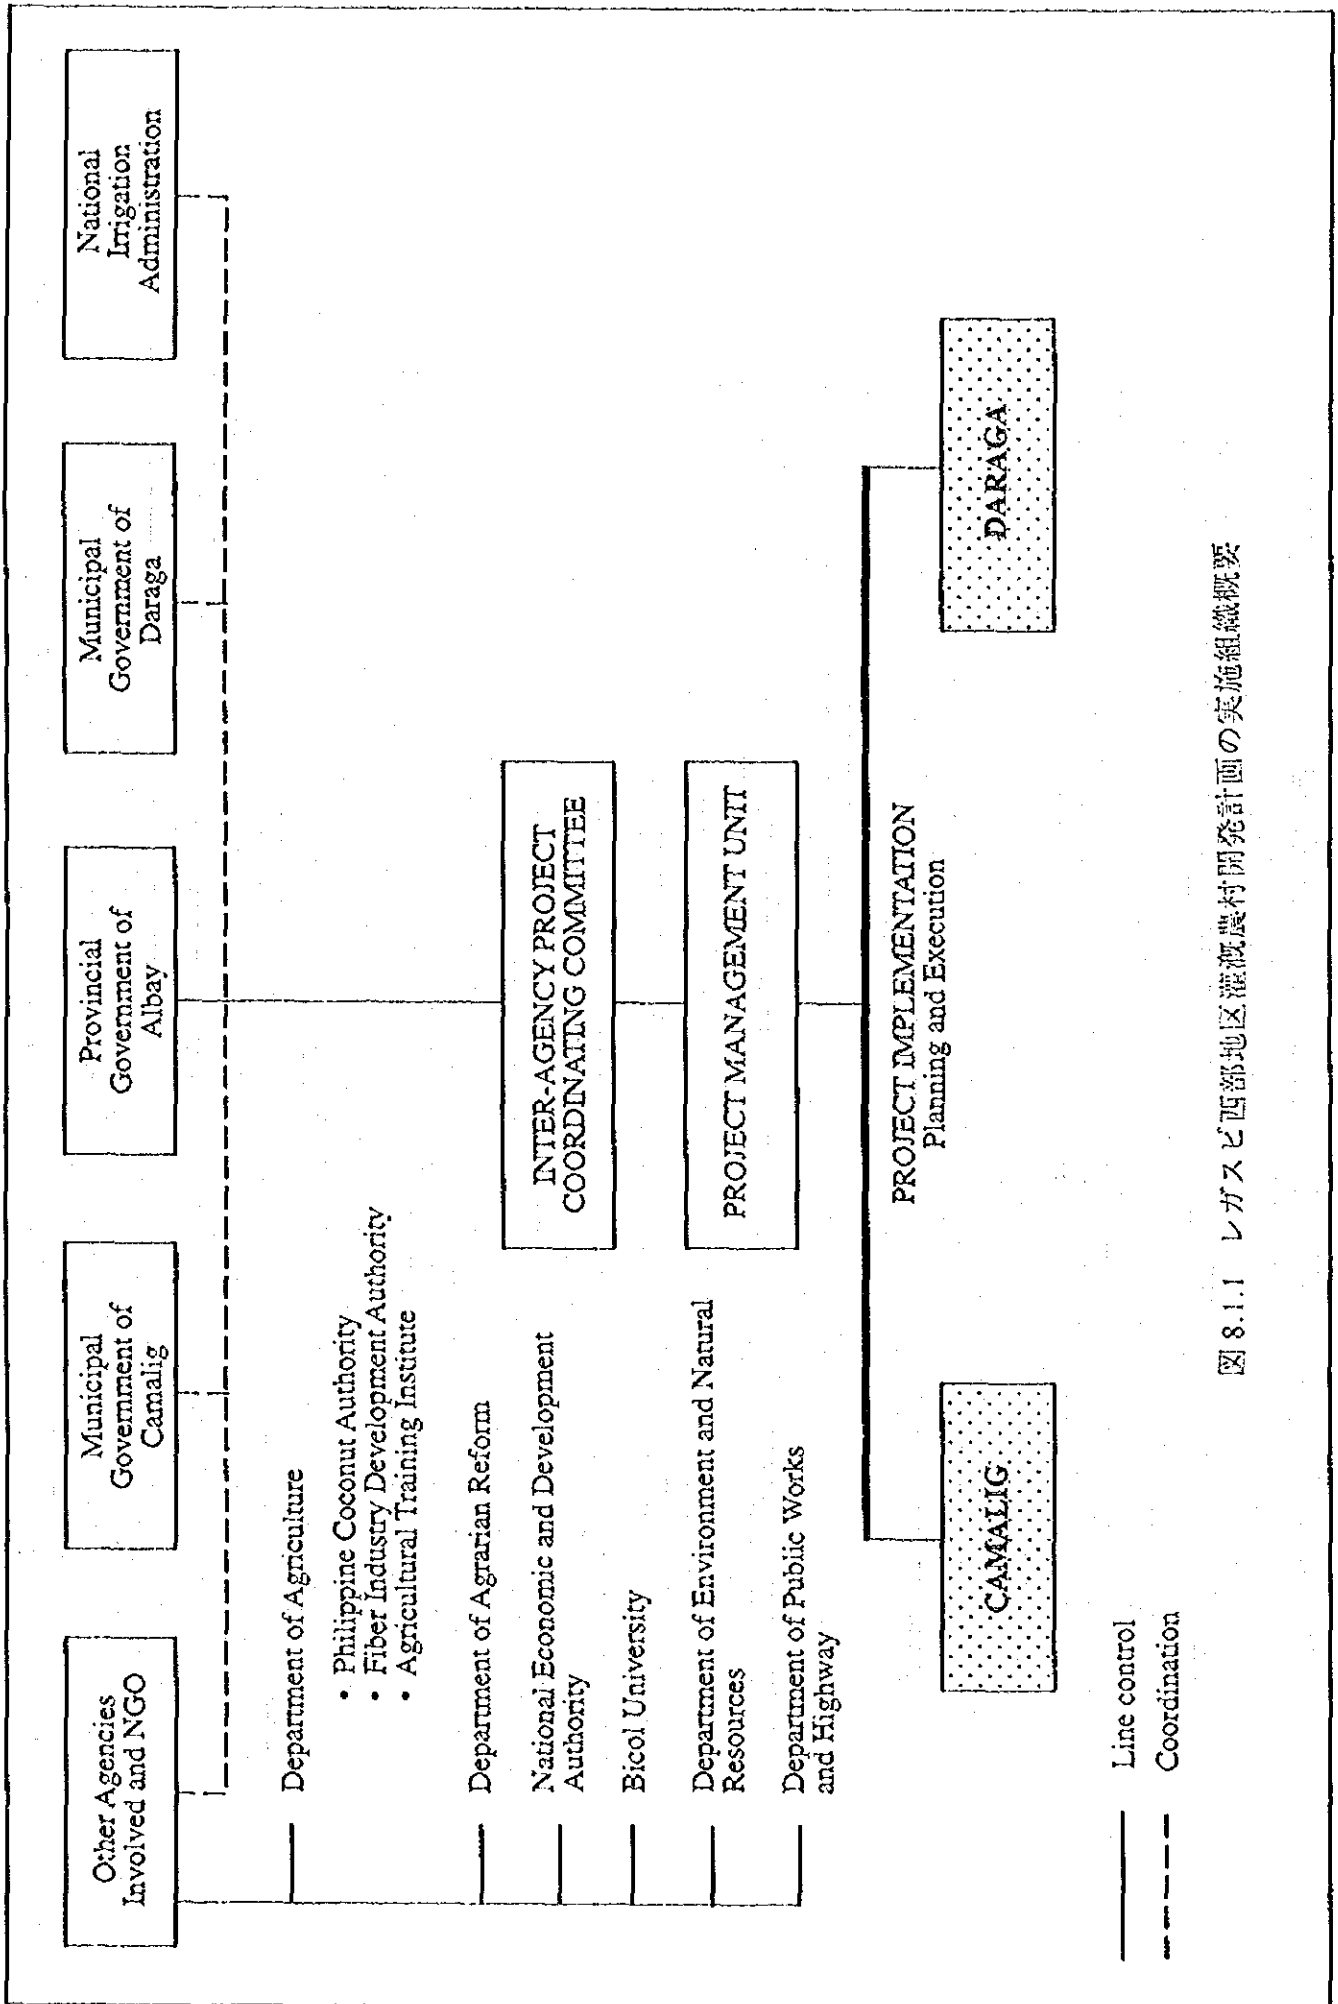 Other Agencies
Involved and NGO
Municipal
Government of
Camalig
Provincial
Government of
Albay
Municipal
Government of
Daraga
National
Irrigation
Administration
Department of Agriculture
• Philippine Coconut Authority
• Fiber Industry Development Authority
• Agricultural Training Institute
Department of Agrarian Reform
National Economic and Development
Authority
Bicol University
Department of Environment and Natural
Resources
Department of Public Works
and Highway
INTER-AGENCY PROJECT
COORDINATING COMMITTEE
PROJECT MANAGEMENT UNIT
PROJECT IMPLEMENTATION
Planning and Execution
CAMALIG
DARAGA
Line control
Coordination
図 8.1.1 レガスピ西部地区灌漑農村開発計画の実施組織概要